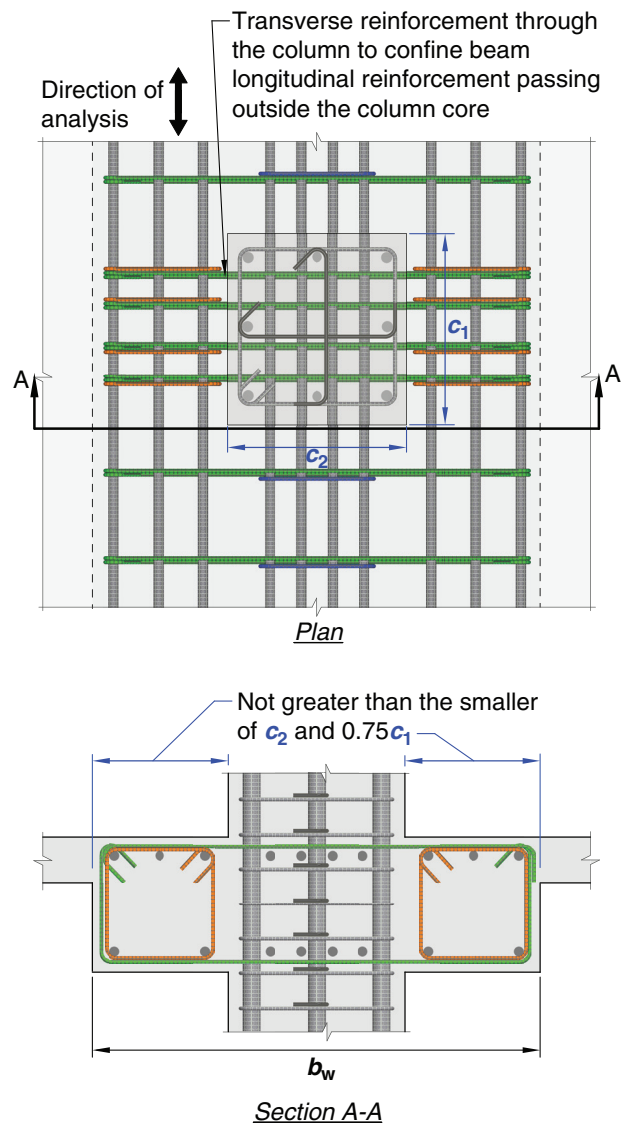 Transverse reinforcement through
the column to confine beam
longitudinal reinforcement passing
outside the column core
Direction of
analysis
c1
A
A
c2
Plan
Not greater than the smaller
of c2 and 0.75c1
bw
Section A-A